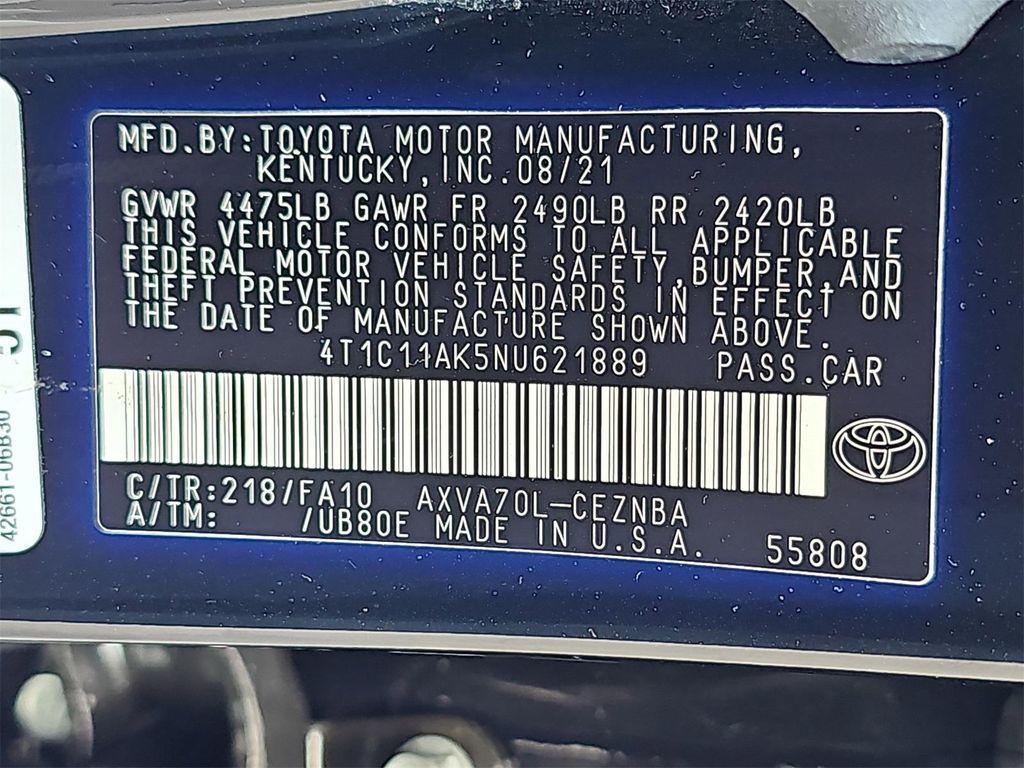 MFD.BY:TOYOTA MOTOR MANUFACTURING,
KENTUCKY,INC.08/21
GVWR 4475LB GAWR FR 2490LB RR 2420LB
THIS VEHICLE CONFORMS TO ALL APPLICABLE
FEDERAL MOTOR VEHICLE SAFETY,BUMPER,AND
THEFT PREVENTION STANDARDS IN EFFECT ON
THE DATE OF MANUFACTURE SHOWN ABOVE.
4T1C11AK5NU621889 PASS.CAR
C/TR:218/FA10 AXVA70L-CEZNBA
A/TM: /UB80E MADE IN U.S.A.
55808
42661-06B30